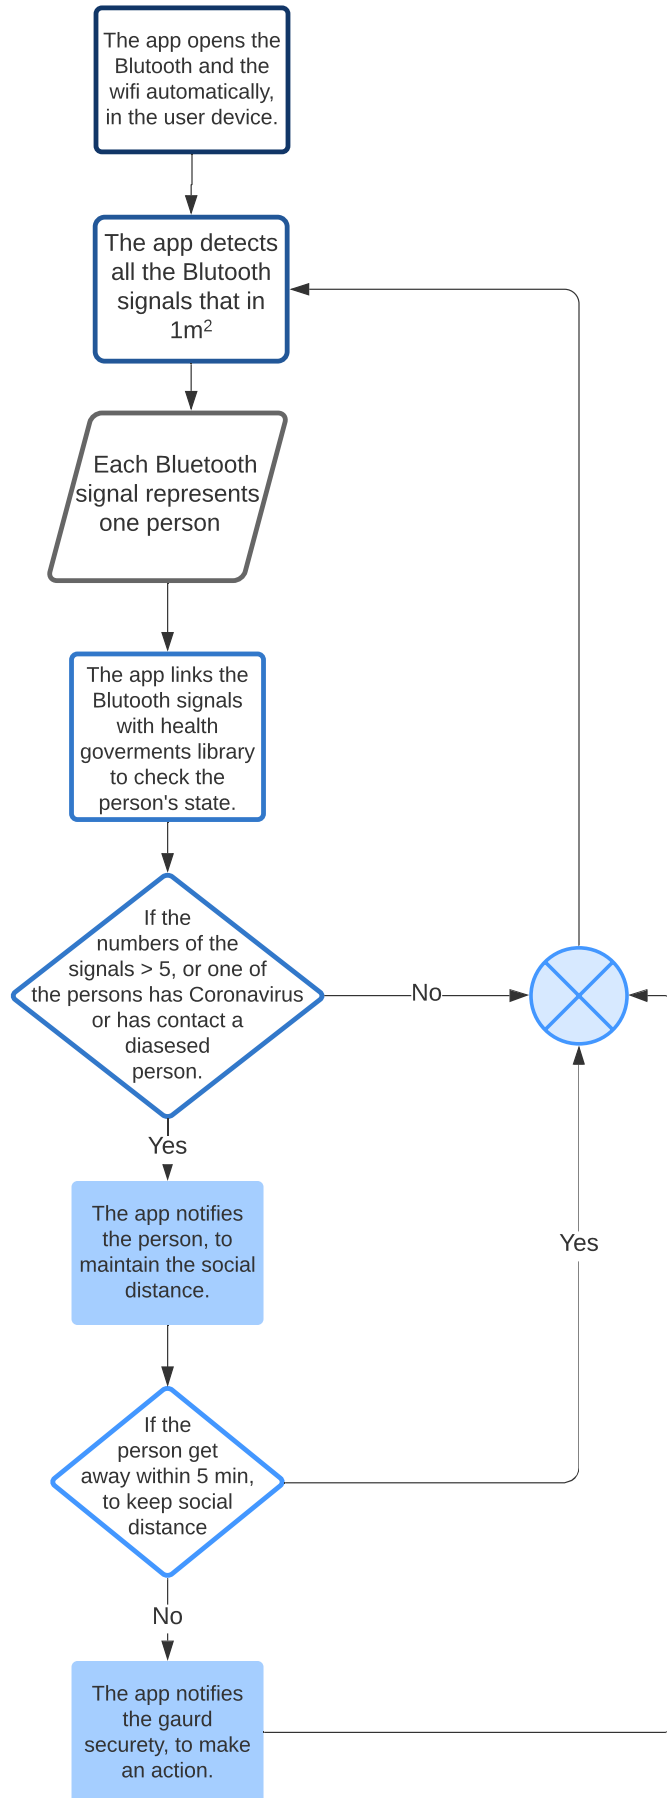 The app opens the
Blutooth and the
wifi automatically,
in the user device.
The app detects
all the Blutooth
signals that in
1m²
Each Bluetooth
signal represents
one person
The app links the
Blutooth signals
with health
goverments library
to check the
person's state.
If the
numbers of the
signals > 5, or one of
the persons has Coronavirus
or has contact a
diasesed
person.
No
Yes
The app notifies
the person, to
maintain the social
distance.
Yes
If the
person get
away within 5 min,
to keep social
distance
No
The app notifies
the gaurd
securety, to make
an action.